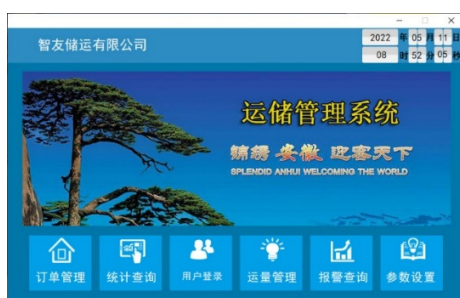 智友储运有限公司
2022 年 05 月 11 日
08 时 52 分 05 秒
运储管理系统
锦绣安徽 迎客天下
SPLENDID ANHUI WELCOMING THE WORLD
订单管理 统计查询 用户登录 运量管理 报警查询 参数设置